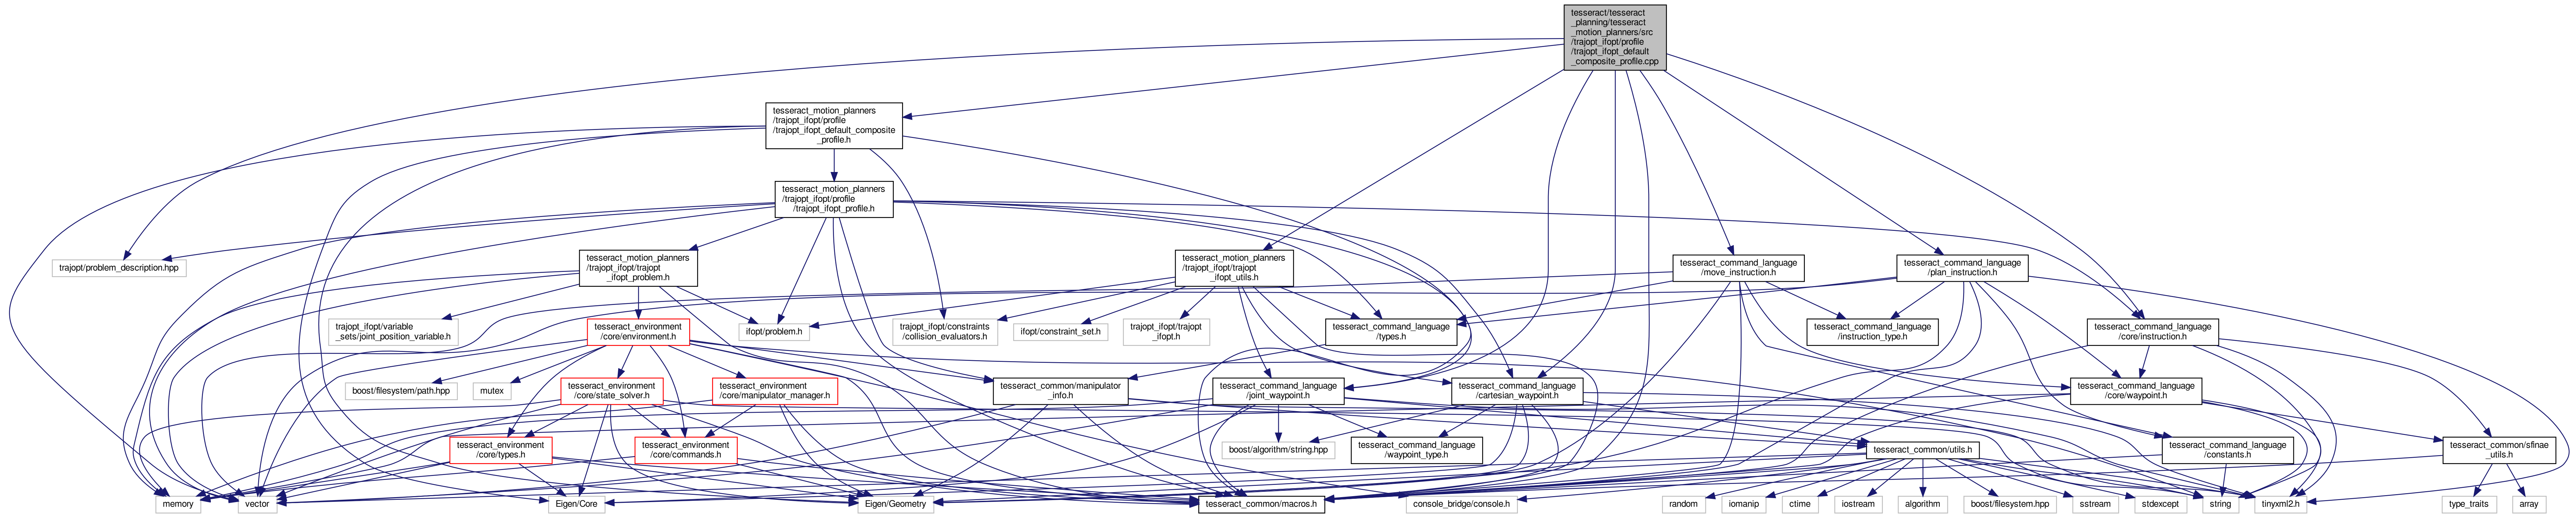 tesseract/tesseract
_planning/tesseract
_motion_planners/src
/trajopt_ifopt/profile
/trajopt_ifopt_default
_composite_profile.cpp
tesseract_motion_planners
/trajopt_ifopt/profile
/trajopt_ifopt_default_composite
_profile.h
tesseract_motion_planners
/trajopt_ifopt/profile
/trajopt_ifopt_profile.h
trajopt/problem_description.hpp
tesseract_motion_planners
/trajopt_ifopt/trajopt
_ifopt_problem.h
tesseract_motion_planners
/trajopt_ifopt/trajopt
_ifopt_utils.h
tesseract_command_language
/move_instruction.h
tesseract_command_language
/plan_instruction.h
trajopt_ifopt/variable
_sets/joint_position_variable.h
tesseract_environment
/core/environment.h
ifopt/problem.h
trajopt_ifopt/constraints
/collision_evaluators.h
ifopt/constraint_set.h
trajopt_ifopt/trajopt
_ifopt.h
tesseract_command_language
/types.h
tesseract_command_language
/instruction_type.h
tesseract_command_language
/core/instruction.h
boost/filesystem/path.hpp
mutex
tesseract_environment
/core/state_solver.h
tesseract_environment
/core/manipulator_manager.h
tesseract_common/manipulator
_info.h
tesseract_command_language
/joint_waypoint.h
tesseract_command_language
/cartesian_waypoint.h
tesseract_command_language
/core/waypoint.h
tesseract_environment
/core/types.h
tesseract_environment
/core/commands.h
boost/algorithm/string.hpp
tesseract_command_language
/waypoint_type.h
tesseract_common/utils.h
tesseract_command_language
/constants.h
tesseract_common/sfinae
_utils.h
memory
vector
Eigen/Core
Eigen/Geometry
tesseract_common/macros.h
console_bridge/console.h
random
iomanip
ctime
iostream
algorithm
boost/filesystem.hpp
sstream
stdexcept
string
tinyxml2.h
type_traits
array